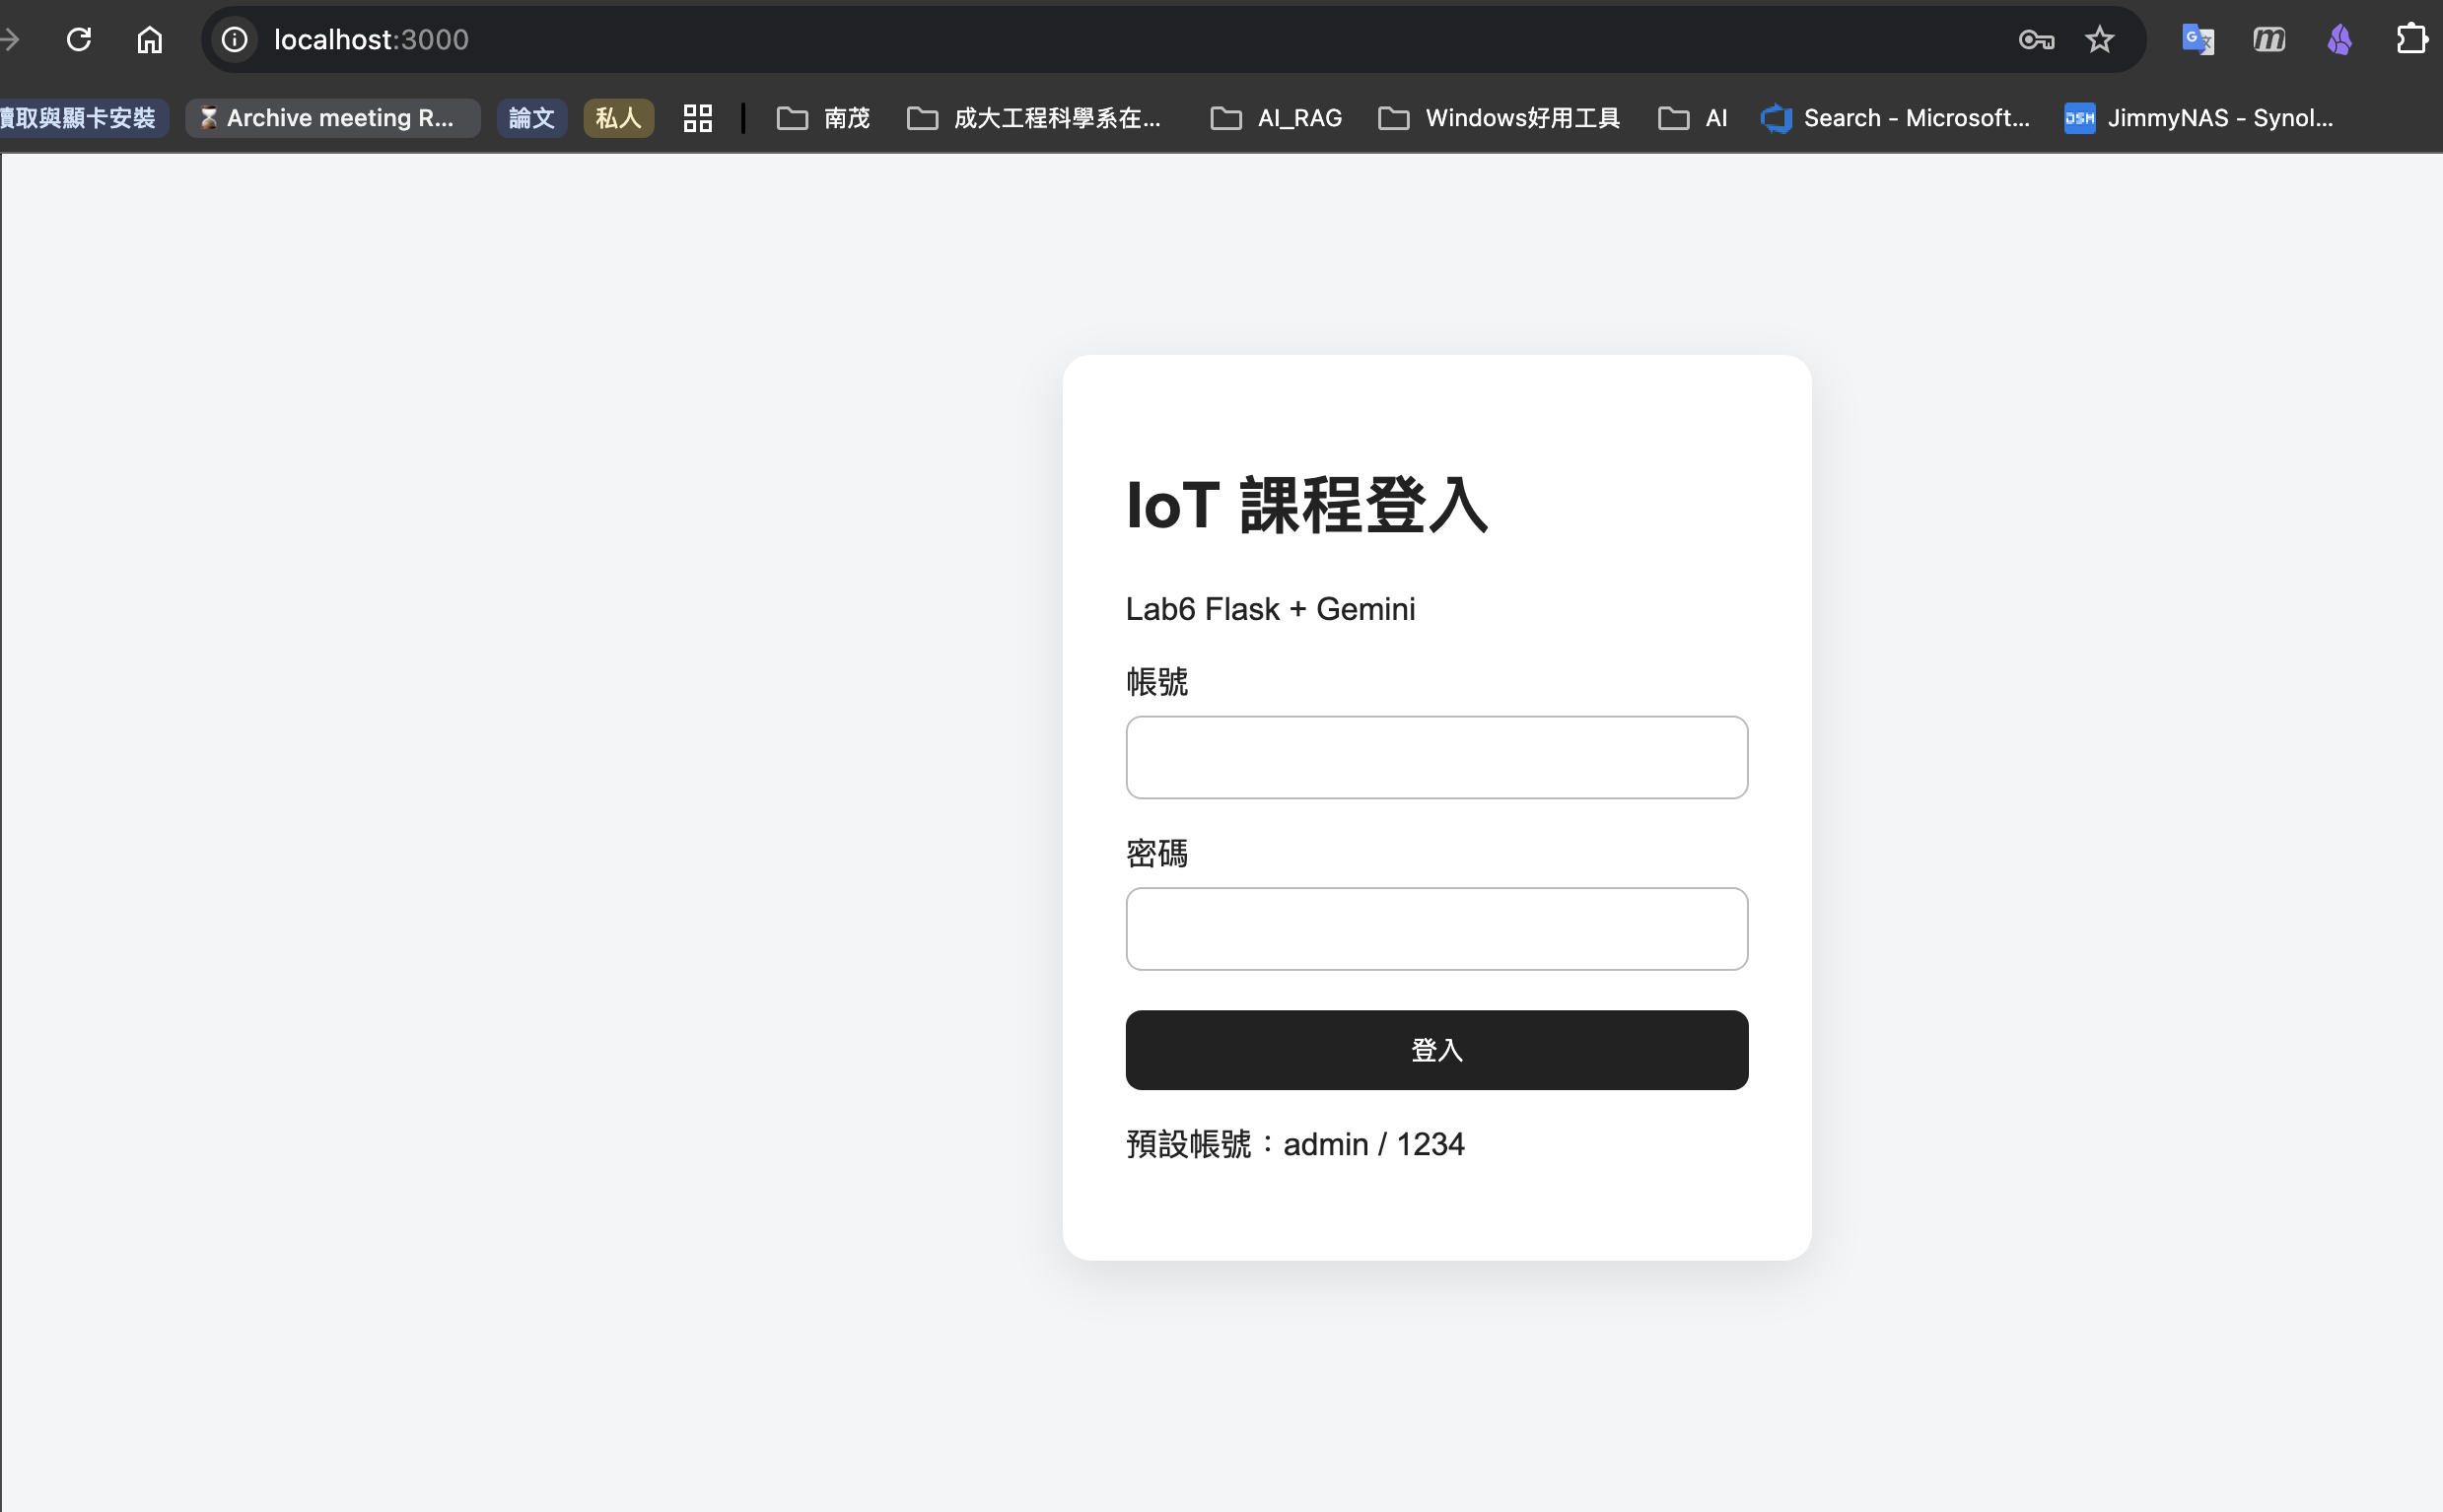 localhost:3000
讀取與顯卡安裝
⌛ Archive meeting R...
論文
私人
南茂
成大工程科學系在...
AI_RAG
Windows好用工具
AI
Search - Microsoft...
DSM
JimmyNAS - Synol...
IoT 課程登入
Lab6 Flask + Gemini
帳號
密碼
登入
預設帳號：admin / 1234